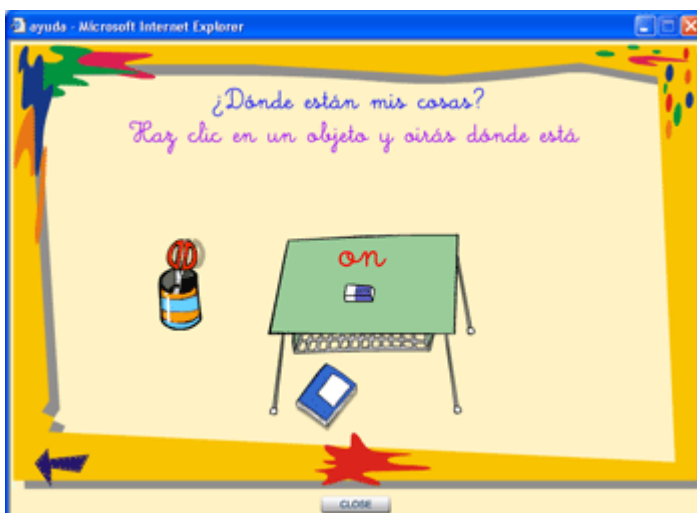 ayuda - Microsoft Internet Explorer
¿Dónde están mis cosas?
Haz clic en un objeto y oirás dónde está
on
CLOSE